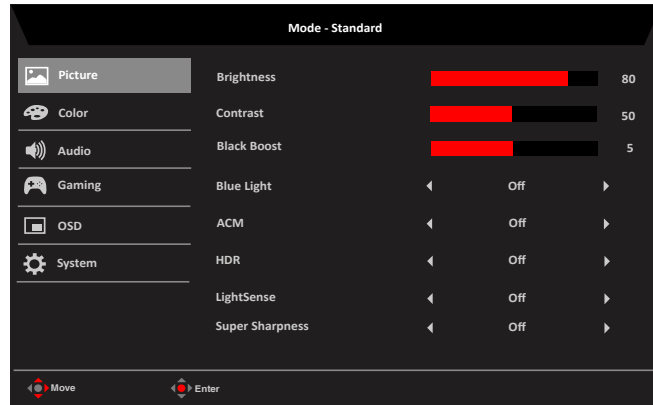 Mode - Standard
Picture
Brightness 80
Color
Contrast 50
Audio
Black Boost 5
Gaming
Blue Light Off
OSD
ACM Off
System
HDR Off
LightSense Off
Super Sharpness Off
Move Enter